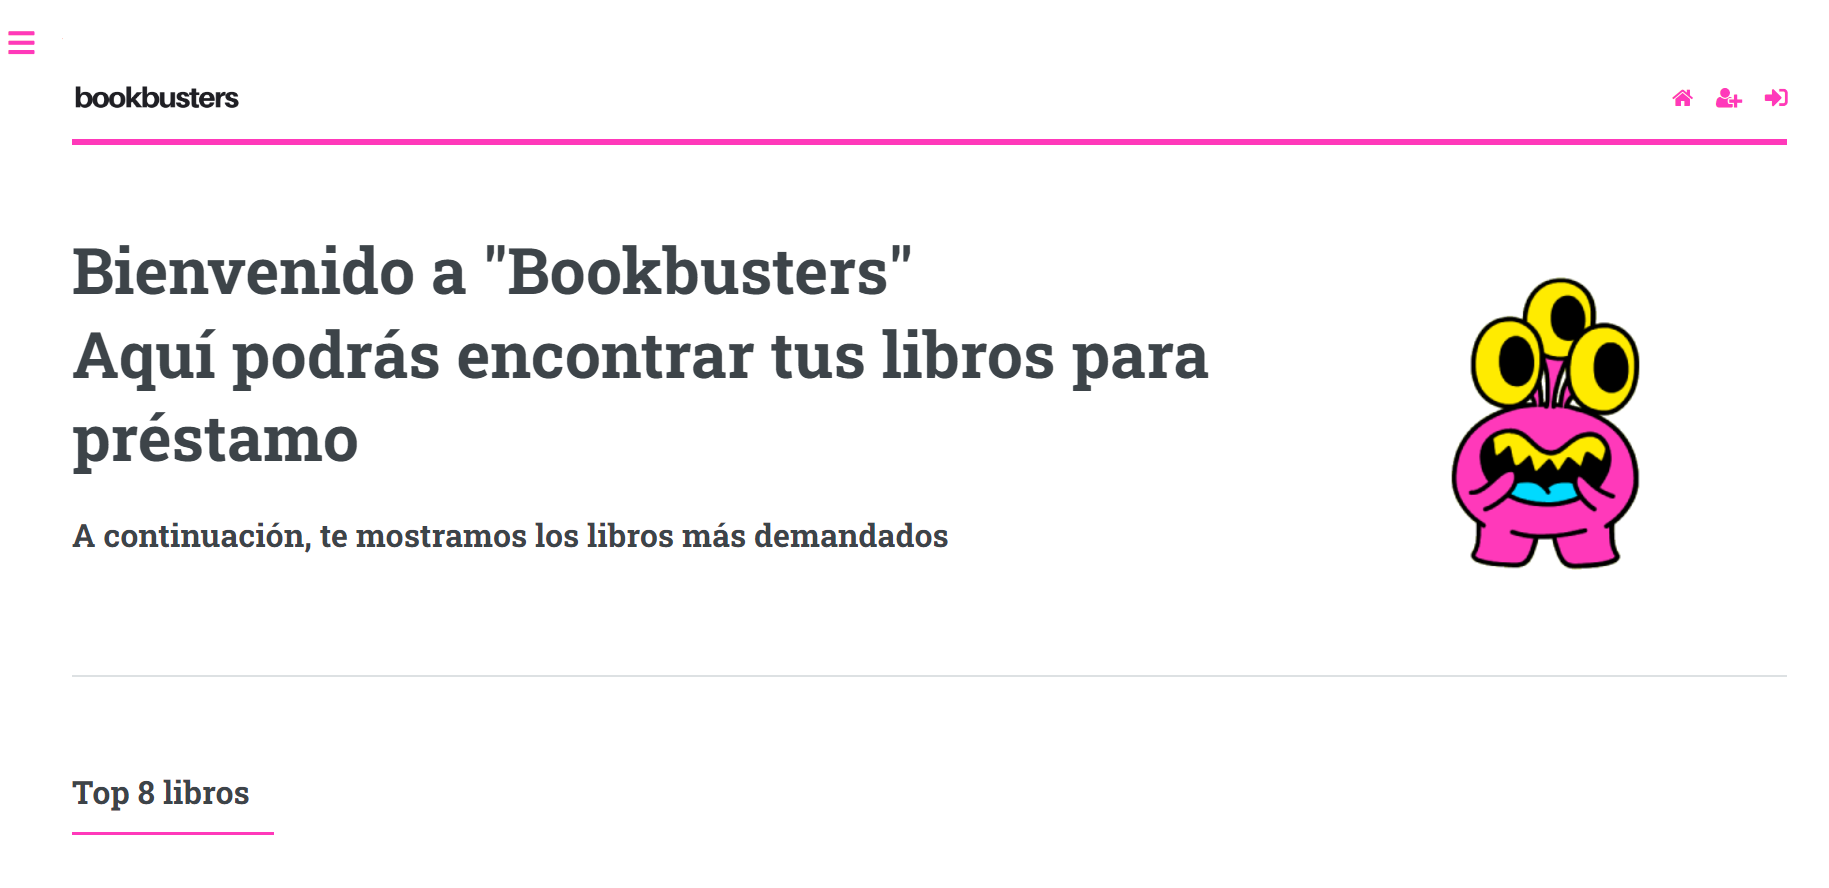 bookbusters
Bienvenido a "Bookbusters"
Aquí podrás encontrar tus libros para
préstamo
A continuación, te mostramos los libros más demandados
Top 8 libros